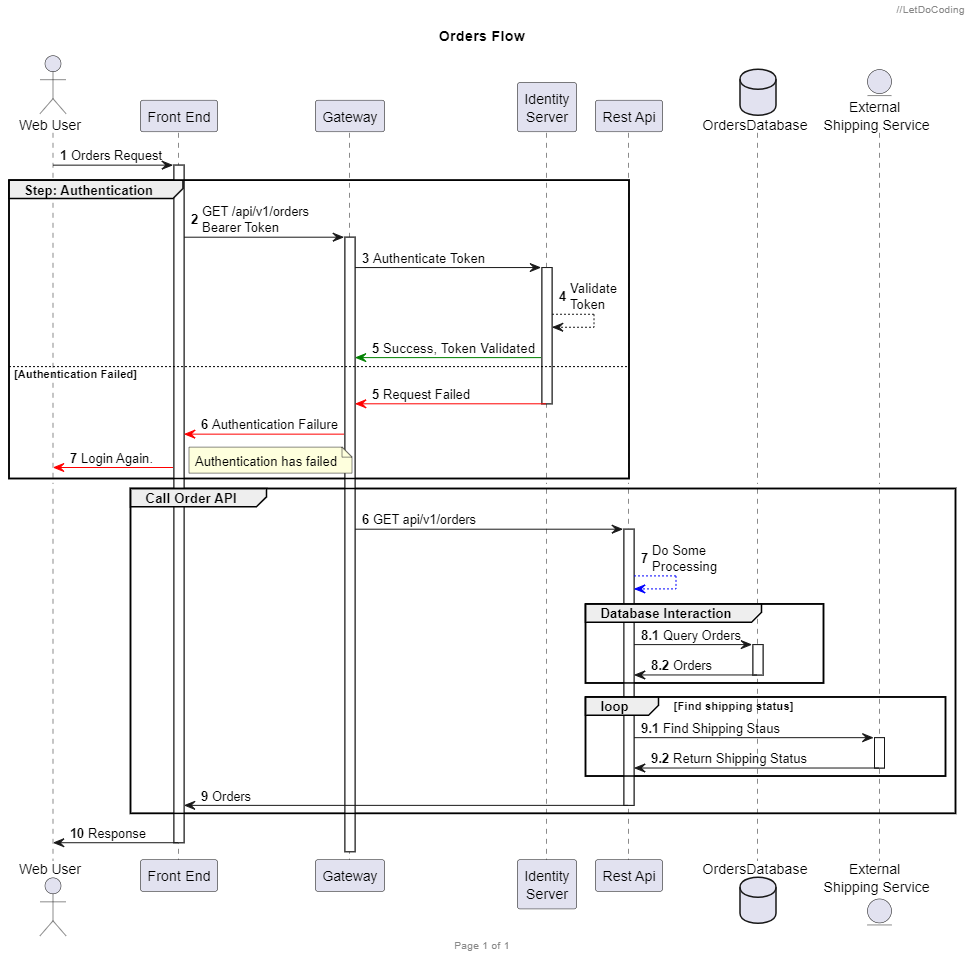 //LetDoCoding
Orders Flow
Web User
Front End
Gateway
Identity
Server
Rest Api
OrdersDatabase
External
Shipping Service
1 Orders Request
Step: Authentication
2 GET /api/v1/orders
Bearer Token
3 Authenticate Token
4 Validate
Token
5 Success, Token Validated
[Authentication Failed]
5 Request Failed
6 Authentication Failure
7 Login Again.
Authentication has failed
Call Order API
6 GET api/v1/orders
7 Do Some
Processing
Database Interaction
8.1 Query Orders
8.2 Orders
loop [Find shipping status]
9.1 Find Shipping Staus
9.2 Return Shipping Status
9 Orders
10 Response
Web User
Front End
Gateway
Identity
Server
Rest Api
OrdersDatabase
External
Shipping Service
Page 1 of 1